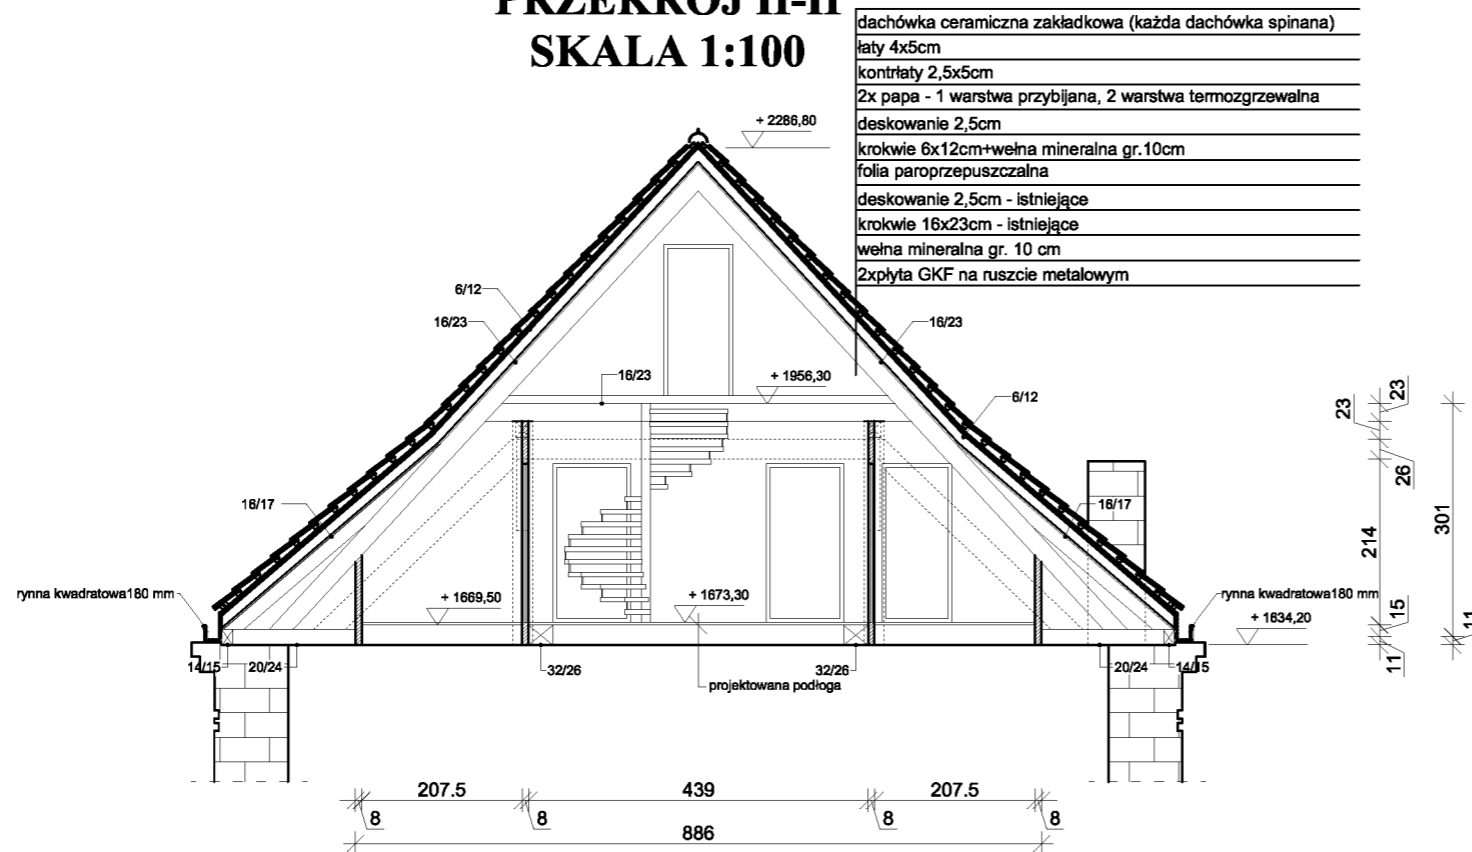 PRZEKRÓJ II-II
SKALA 1:100
dachówka ceramiczna zakładkowa (każda dachówka spinana)
łaty 4x5cm
kontrłaty 2,5x5cm
2x papa - 1 warstwa przybijana, 2 warstwa termozgrzewalna
deskowanie 2,5cm
krokwie 6x12cm+wełna mineralna gr.10cm
folia paroprzepuszczalna
deskowanie 2,5cm - istniejące
krokwie 16x23cm - istniejące
wełna mineralna gr. 10 cm
2xpłyta GKF na ruszcie metalowym
+ 2286,80
6/12
16/23
16/23
16/23
+ 1956,30
6/12
16/17
16/17
rynna kwadratowa180 mm
+ 1669,50
+ 1673,30
rynna kwadratowa180 mm
+ 1634,20
14/15
20/24
32/26
32/26
20/24
14/15
projektowana podłoga
23
23
26
214
301
15
11
11
207.5
439
207.5
8
8
8
8
886